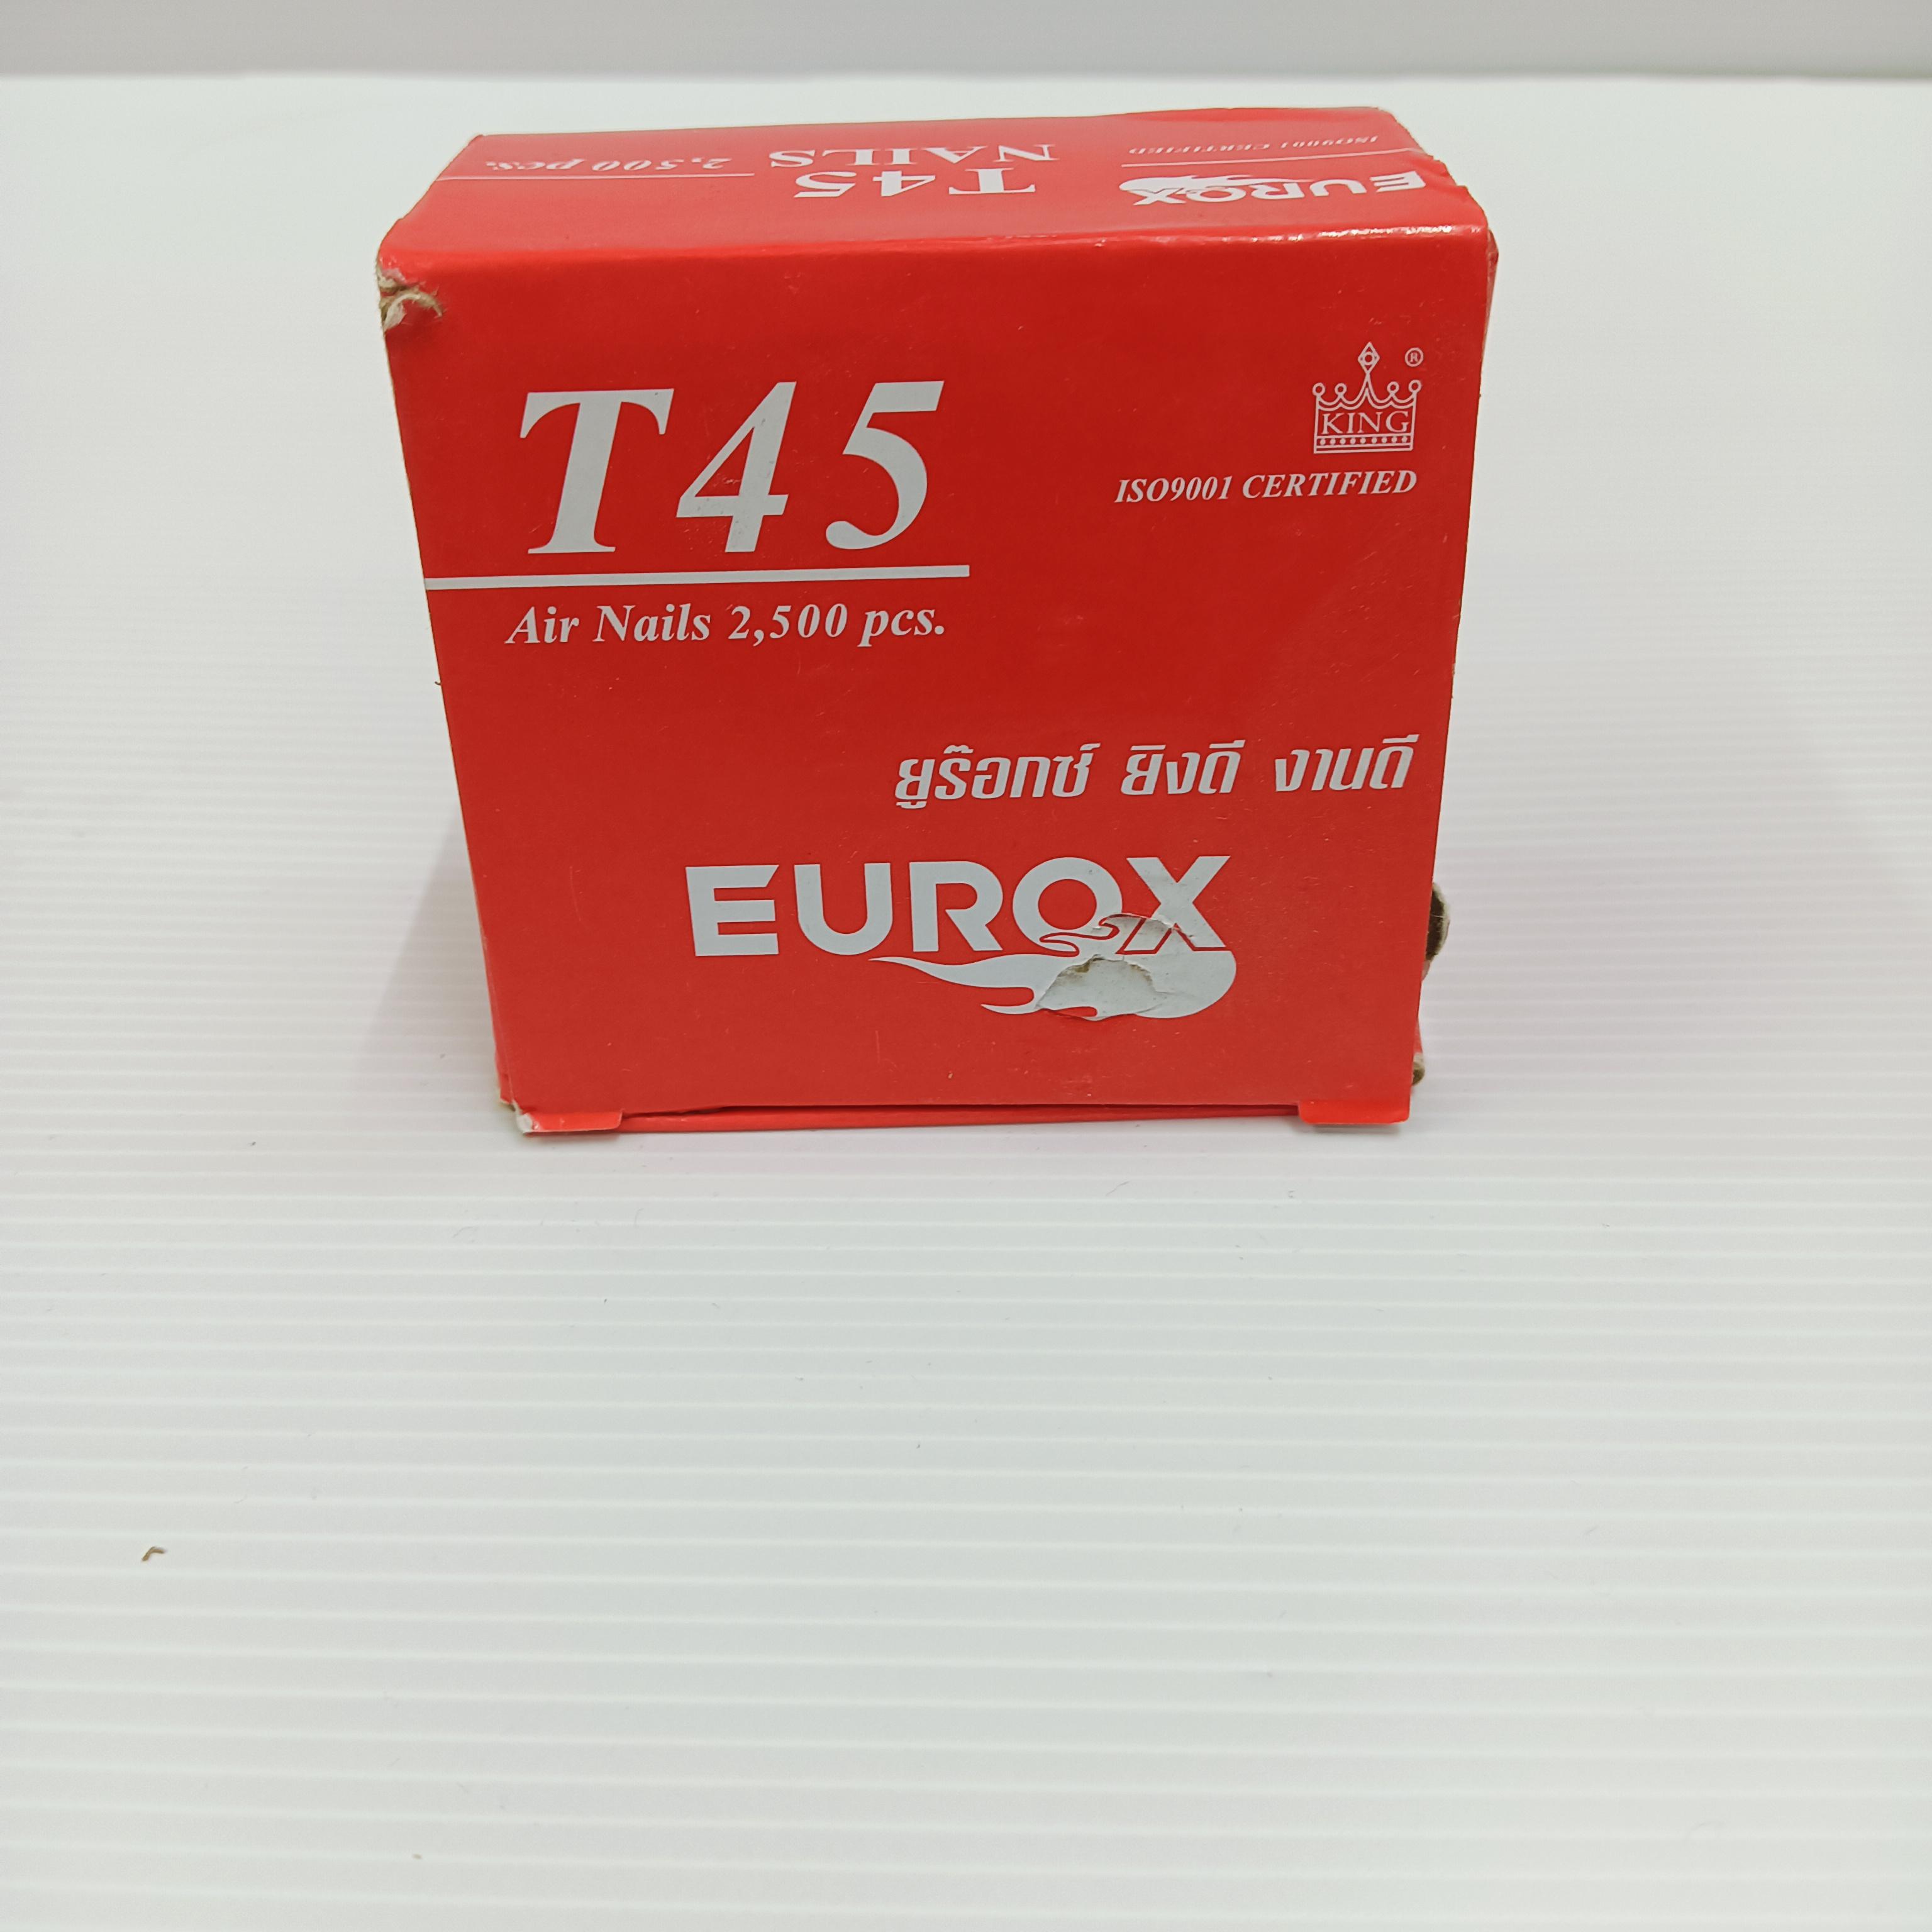 EUROX
ISO9001 CERTIFIED
T45
NAILS
2,500 pcs.
T45
Air Nails 2,500 pcs.
KING ®
ISO9001 CERTIFIED
ยูร๊อกซ์ ยิงดี งานดี
EUROX